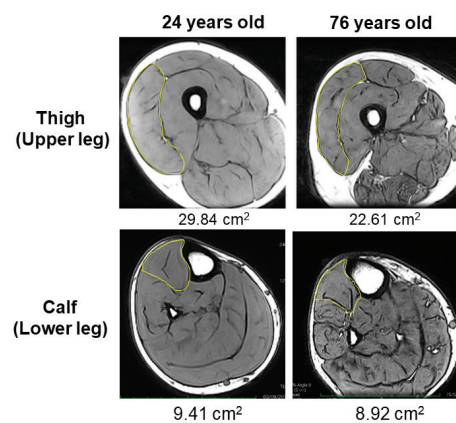 24 years old 76 years old
Thigh
(Upper leg)
29.84 cm²
22.61 cm²
Calf
(Lower leg)
9.41 cm²
8.92 cm²